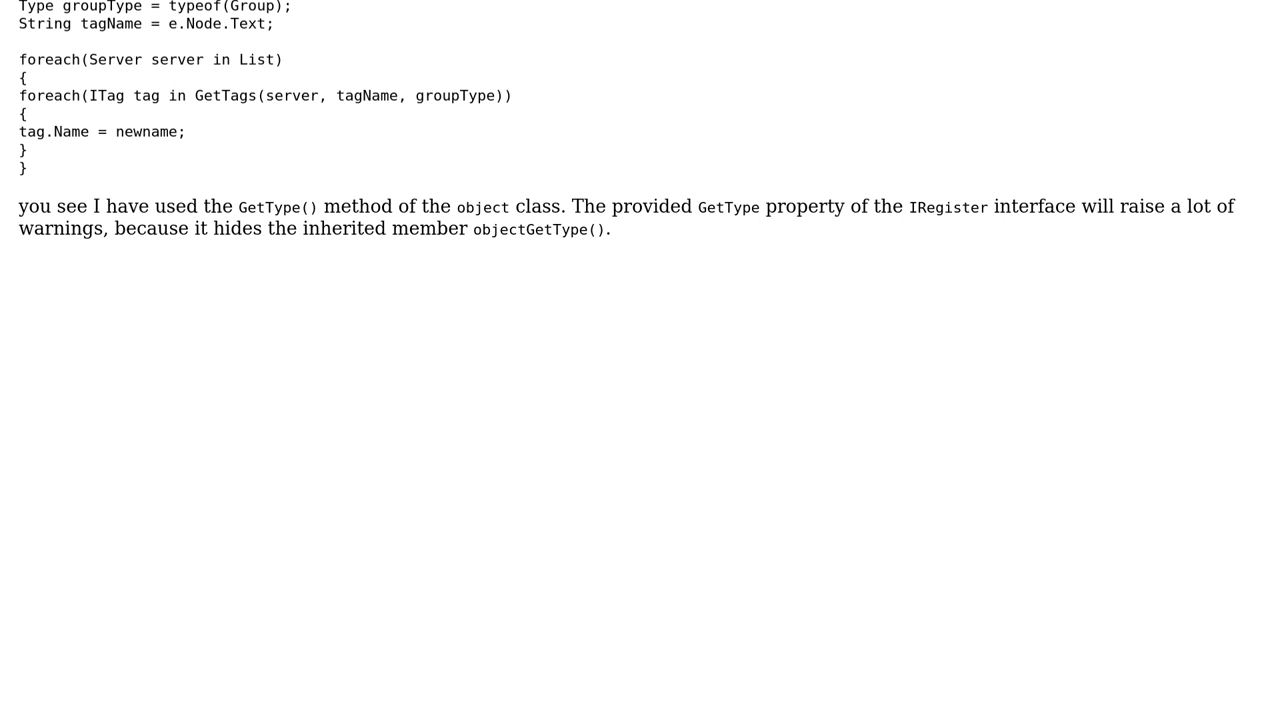 Type groupType = typeof(Group);
String tagName = e.Node.Text;
foreach(Server server in List)
{
foreach(ITag tag in GetTags(server, tagName, groupType))
{
tag.Name = newname;
}
}
you see I have used the GetType() method of the object class. The provided GetType property of the IRegister interface will raise a lot of
warnings, because it hides the inherited member objectGetType().